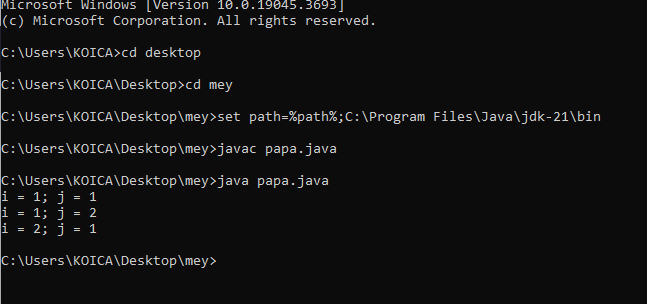 Microsoft Windows [Version 10.0.19045.3693]
(c) Microsoft Corporation. All rights reserved.
C:\Users\KOICA>cd desktop
C:\Users\KOICA\Desktop>cd mey
C:\Users\KOICA\Desktop\mey>set path=%path%;C:\Program Files\Java\jdk-21\bin
C:\Users\KOICA\Desktop\mey>javac papa.java
C:\Users\KOICA\Desktop\mey>java papa.java
i = 1; j = 1
i = 1; j = 2
i = 2; j = 1
C:\Users\KOICA\Desktop\mey>